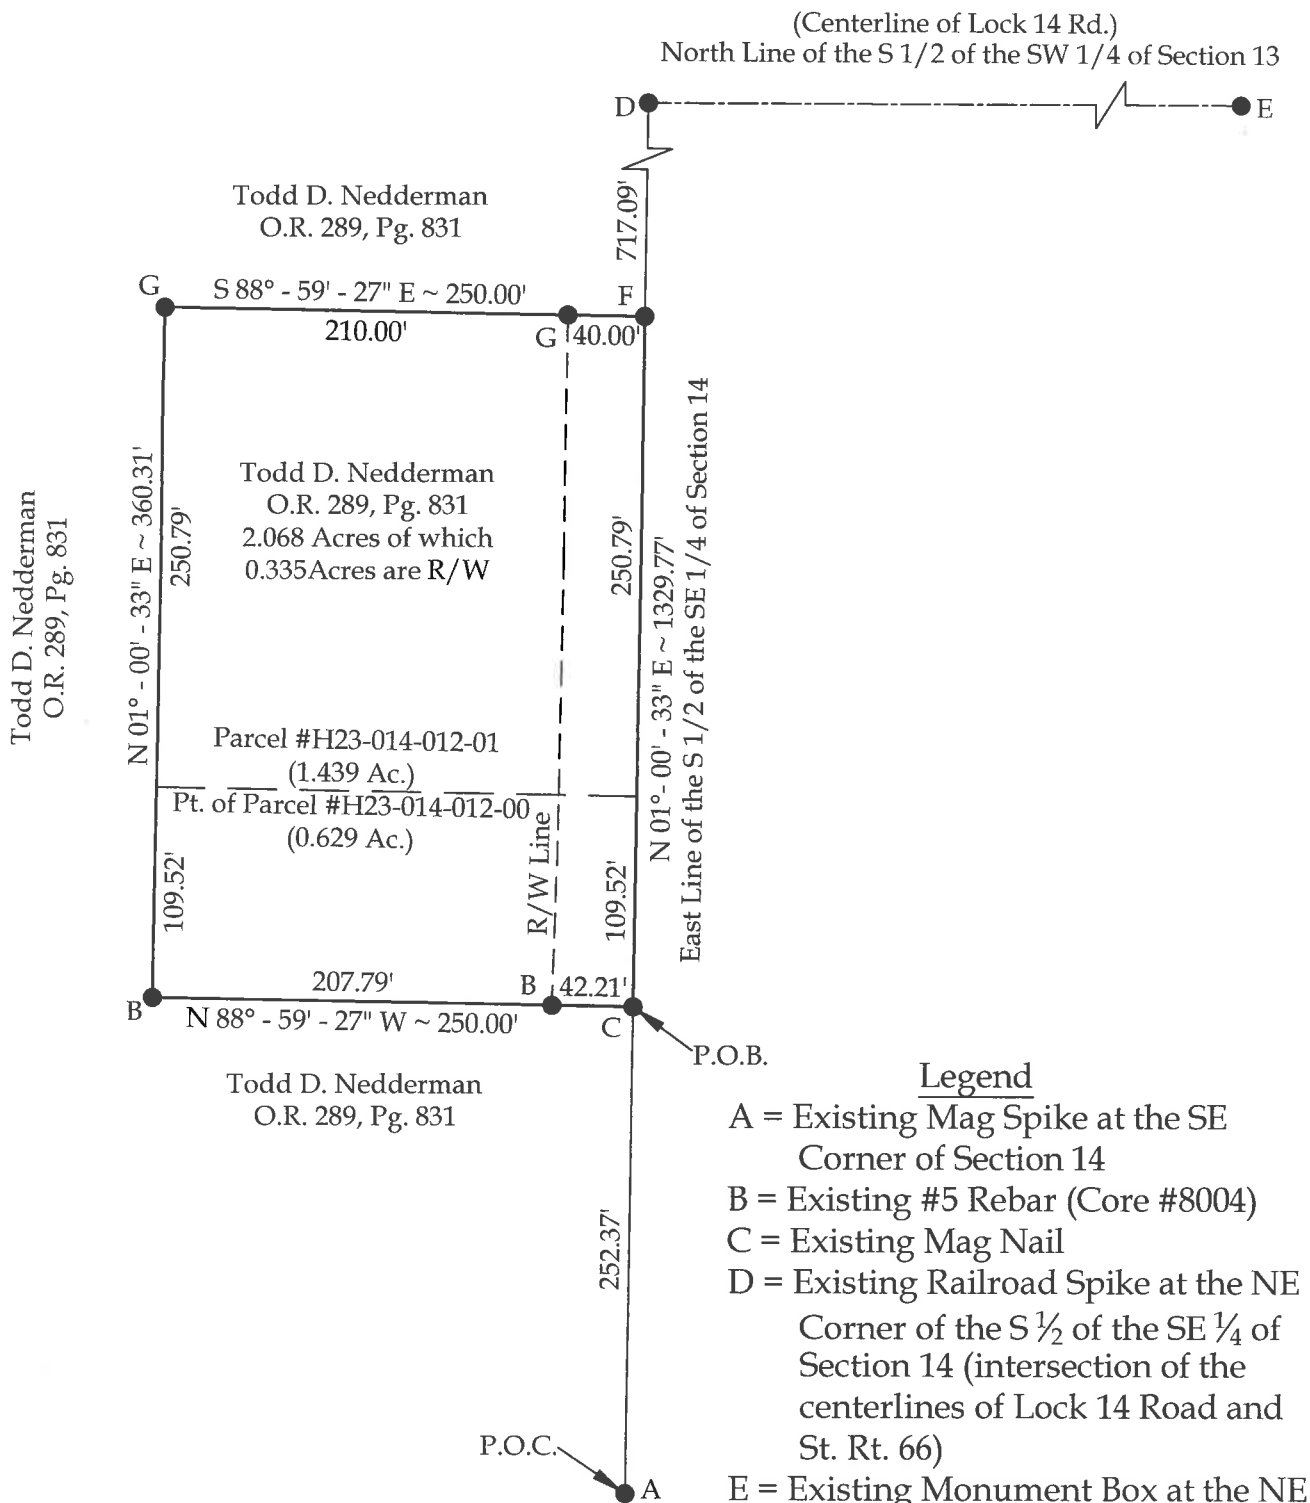 (Centerline of Lock 14 Rd.)
North Line of the S 1/2 of the SW 1/4 of Section 13
D
E
717.09'
Todd D. Nedderman
O.R. 289, Pg. 831
G
S 88° - 59' - 27" E ~ 250.00'
F
210.00'
G
40.00'
Todd D. Nedderman
O.R. 289, Pg. 831
N 01° - 00' - 33" E ~ 360.31'
250.79'
Todd D. Nedderman
O.R. 289, Pg. 831
2.068 Acres of which
0.335Acres are R/W
250.79'
N 01° - 00' - 33" E ~ 1329.77'
East Line of the S 1/2 of the SE 1/4 of Section 14
Parcel #H23-014-012-01
(1.439 Ac.)
Pt. of Parcel #H23-014-012-00
(0.629 Ac.)
109.52'
R/W Line
109.52'
207.79'
B
42.21'
B
N 88° - 59' - 27" W ~ 250.00'
C
P.O.B.
Todd D. Nedderman
O.R. 289, Pg. 831
252.37'
P.O.C.
A
Legend
A = Existing Mag Spike at the SE
Corner of Section 14
B = Existing #5 Rebar (Core #8004)
C = Existing Mag Nail
D = Existing Railroad Spike at the NE
Corner of the S ½ of the SE ¼ of
Section 14 (intersection of the
centerlines of Lock 14 Road and
St. Rt. 66)
E = Existing Monument Box at the NE